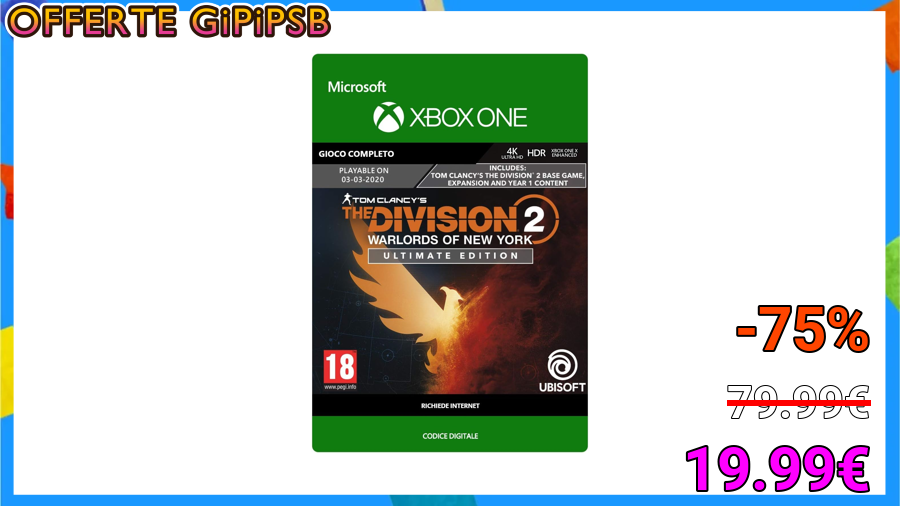 OFFERTE GiPiPSB
Microsoft
XBOX ONE
GIOCO COMPLETO
4K
ULTRA HD
HDR
XBOX ONE X
ENHANCED
PLAYABLE ON
03-03-2020
INCLUDES:
TOM CLANCY'S THE DIVISION® 2 BASE GAME,
EXPANSION AND YEAR 1 CONTENT
TOM CLANCY'S
THE DIVISION 2
WARLORDS OF NEW YORK
ULTIMATE EDITION
18
www.pegi.info
UBISOFT
RICHIEDE INTERNET
CODICE DIGITALE
-75%
79.99€
19.99€